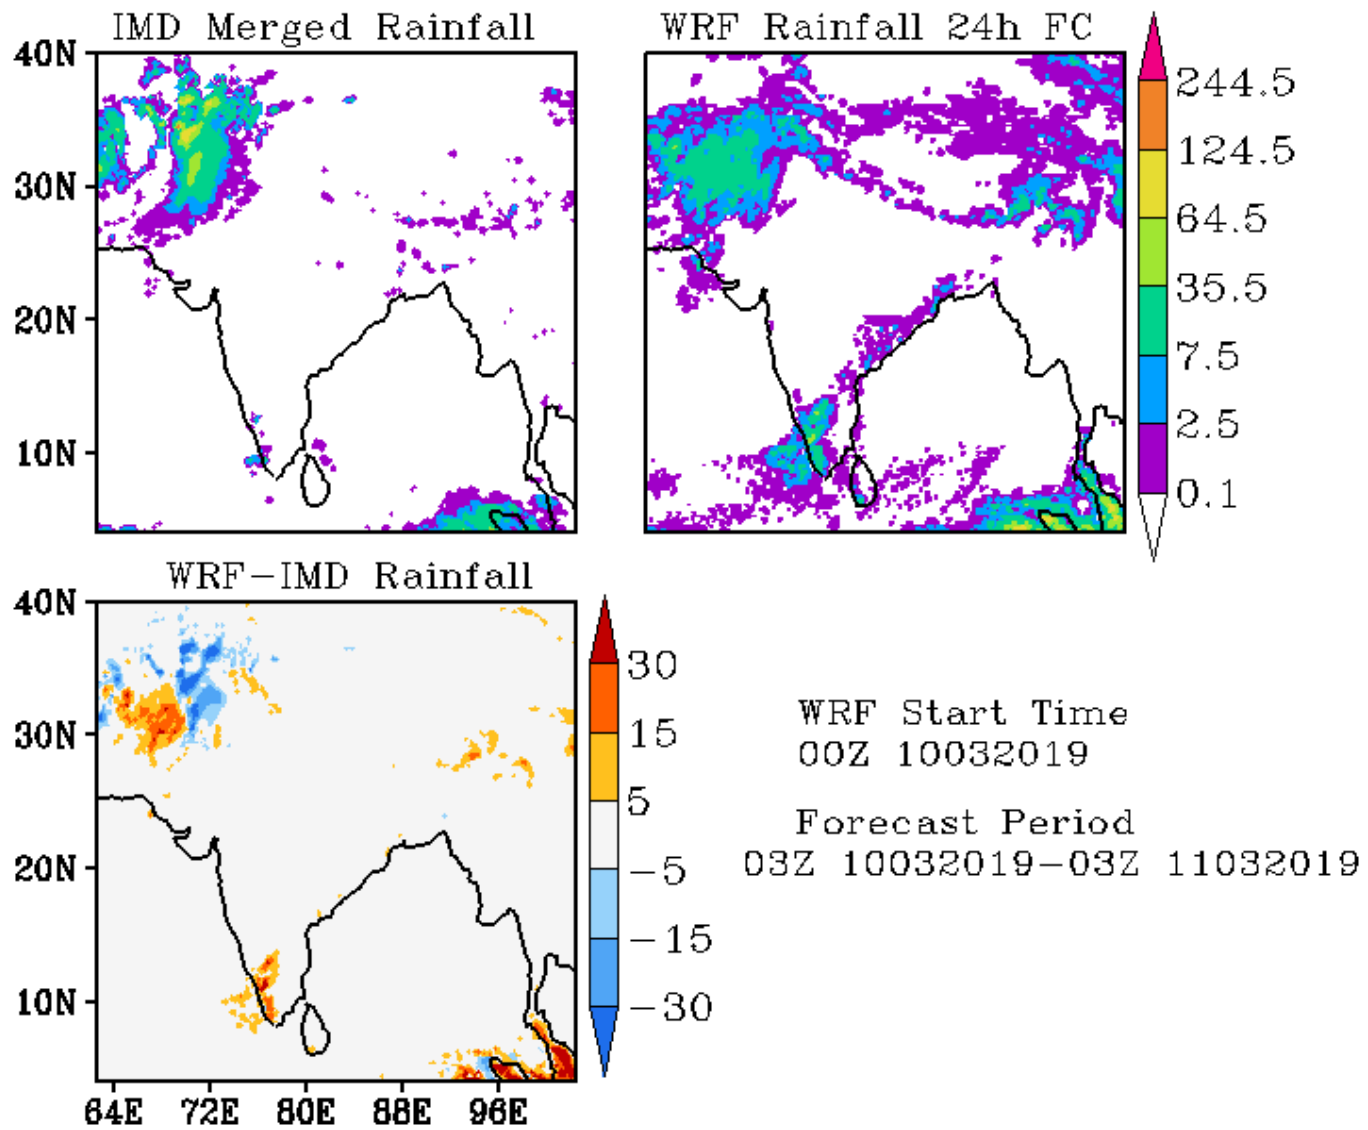 IMD Merged Rainfall
WRF Rainfall 24h FC
40N
30N
20N
10N
244.5
124.5
64.5
35.5
7.5
2.5
0.1
WRF-IMD Rainfall
40N
30N
20N
10N
64E 72E 80E 88E 96E
30
15
5
-5
-15
-30
WRF Start Time
00Z 10032019
Forecast Period
03Z 10032019-03Z 11032019